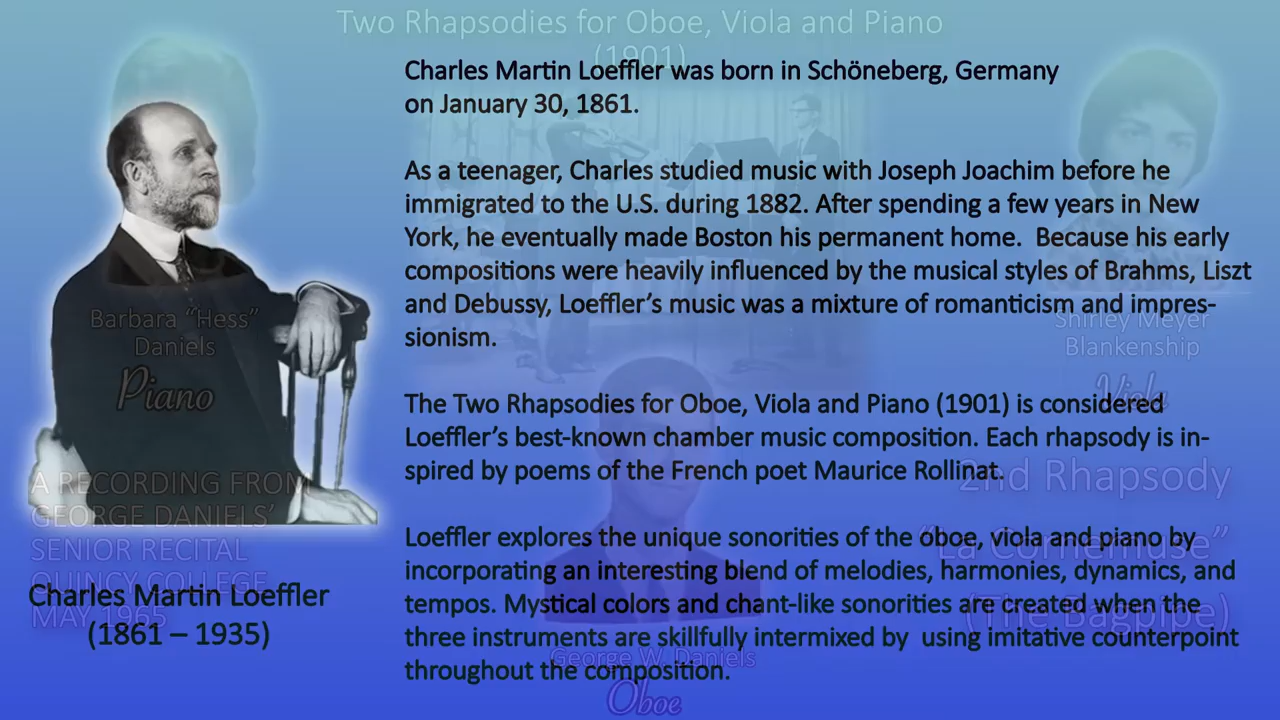 Two Rhapsodies for Oboe, Viola and Piano
(1901)
Charles Martin Loeffler was born in Schöneberg, Germany
on January 30, 1861.
As a teenager, Charles studied music with Joseph Joachim before he
immigrated to the U.S. during 1882. After spending a few years in New
York, he eventually made Boston his permanent home.  Because his early
compositions were heavily influenced by the musical styles of Brahms, Liszt
and Debussy, Loeffler’s music was a mixture of romanticism and impres-
sionism.
The Two Rhapsodies for Oboe, Viola and Piano (1901) is considered
Loeffler’s best-known chamber music composition. Each rhapsody is in-
spired by poems of the French poet Maurice Rollinat.
Loeffler explores the unique sonorities of the oboe, viola and piano by
incorporating an interesting blend of melodies, harmonies, dynamics, and
tempos. Mystical colors and chant-like sonorities are created when the
three instruments are skillfully intermixed by  using imitative counterpoint
throughout the composition.
Charles Martin Loeffler
(1861 – 1935)
Barbara “Hess”
Daniels
Piano
Shirley Meyer
Blankenship
Viola
A RECORDING FROM
GEORGE DANIELS’
SENIOR RECITAL
QUINCY COLLEGE
MAY 1965
2nd Rhapsody
“La Cornemuse”
(The Bagpipe)
George W. Daniels
Oboe